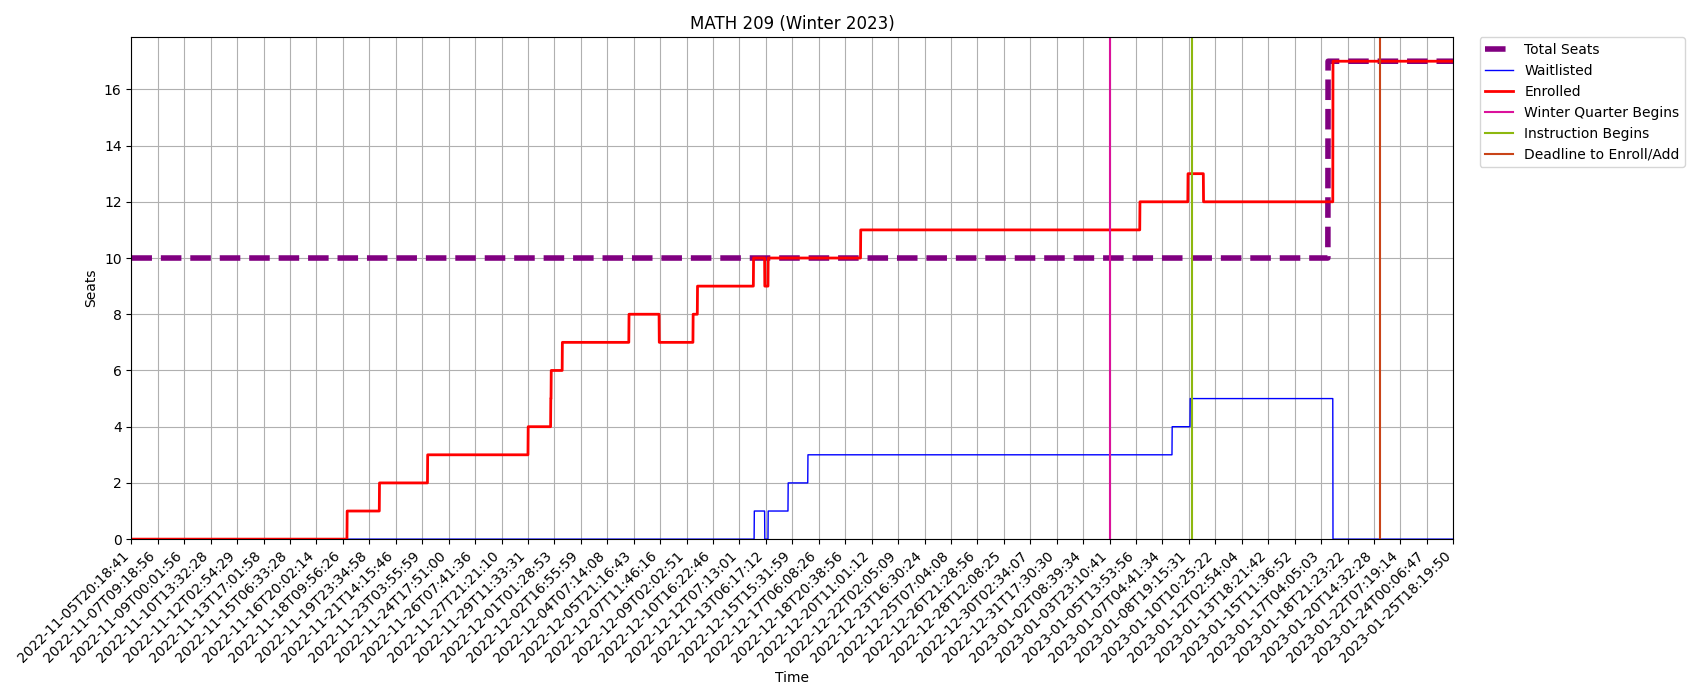 MATH 209 (Winter 2023)
Total Seats
Waitlisted
Enrolled
Winter Quarter Begins
Instruction Begins
Deadline to Enroll/Add
Seats
16
14
12
10
8
6
4
2
0
2022-11-05T20:18:41
2022-11-07T09:18:56
2022-11-09T00:01:56
2022-11-10T13:32:28
2022-11-12T02:54:29
2022-11-13T17:01:58
2022-11-15T06:33:28
2022-11-16T20:02:14
2022-11-18T09:56:26
2022-11-19T23:34:58
2022-11-21T14:15:46
2022-11-23T03:55:59
2022-11-24T17:51:00
2022-11-26T07:41:36
2022-11-27T21:21:10
2022-11-29T11:33:31
2022-12-01T01:28:53
2022-12-02T16:55:59
2022-12-04T07:14:08
2022-12-05T21:16:43
2022-12-07T11:46:16
2022-12-09T02:02:51
2022-12-10T16:22:46
2022-12-12T07:13:01
2022-12-13T06:17:12
2022-12-15T15:31:59
2022-12-17T06:08:26
2022-12-18T20:38:56
2022-12-20T11:01:12
2022-12-22T02:05:09
2022-12-23T16:30:24
2022-12-25T07:04:08
2022-12-26T21:28:56
2022-12-28T12:08:25
2022-12-30T02:34:07
2022-12-31T17:30:30
2023-01-02T08:39:34
2023-01-03T23:10:41
2023-01-05T13:53:56
2023-01-07T04:41:34
2023-01-08T19:15:31
2023-01-10T10:25:22
2023-01-12T02:54:04
2023-01-13T18:21:42
2023-01-15T11:36:52
2023-01-17T04:05:03
2023-01-18T21:23:22
2023-01-20T14:32:28
2023-01-22T07:19:14
2023-01-24T00:06:47
2023-01-25T18:19:50
Time